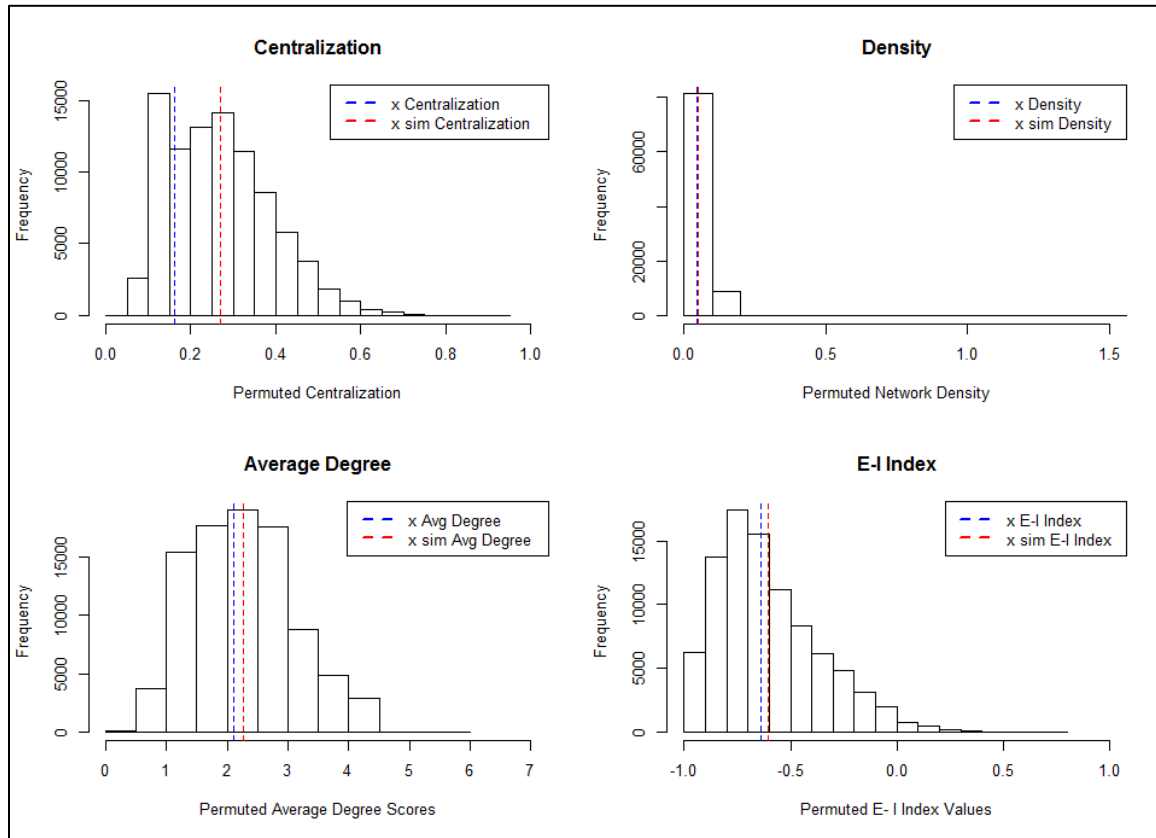 Centralization
x Centralization
x sim Centralization
Frequency
0
5000
10000
15000
0.0 0.2 0.4 0.6 0.8 1.0
Permuted Centralization
Density
x Density
x sim Density
Frequency
0
20000
60000
0.0 0.5 1.0 1.5
Permuted Network Density
Average Degree
x Avg Degree
x sim Avg Degree
Frequency
0
5000
10000
15000
0 1 2 3 4 5 6 7
Permuted Average Degree Scores
E-I Index
x E-I Index
x sim E-I Index
Frequency
0
5000
10000
15000
-1.0 -0.5 0.0 0.5 1.0
Permuted E- I Index Values